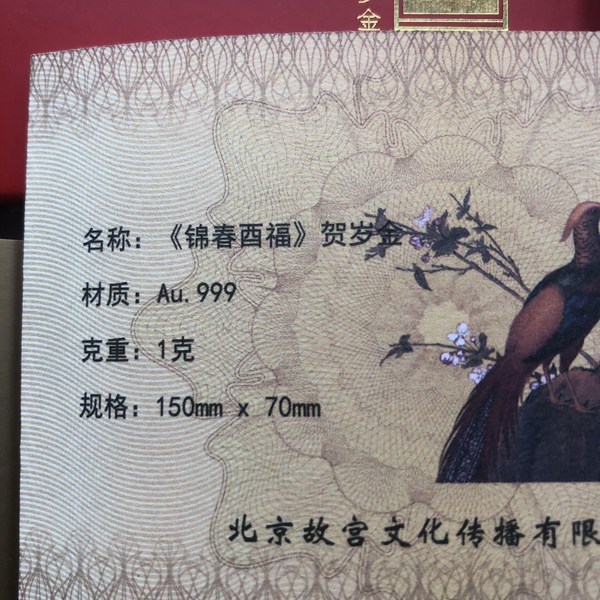 金
名称：《锦春酉福》贺岁金
材质：Au.999
克重：1克
规格：150mm x 70mm
北京故宫文化传播有限